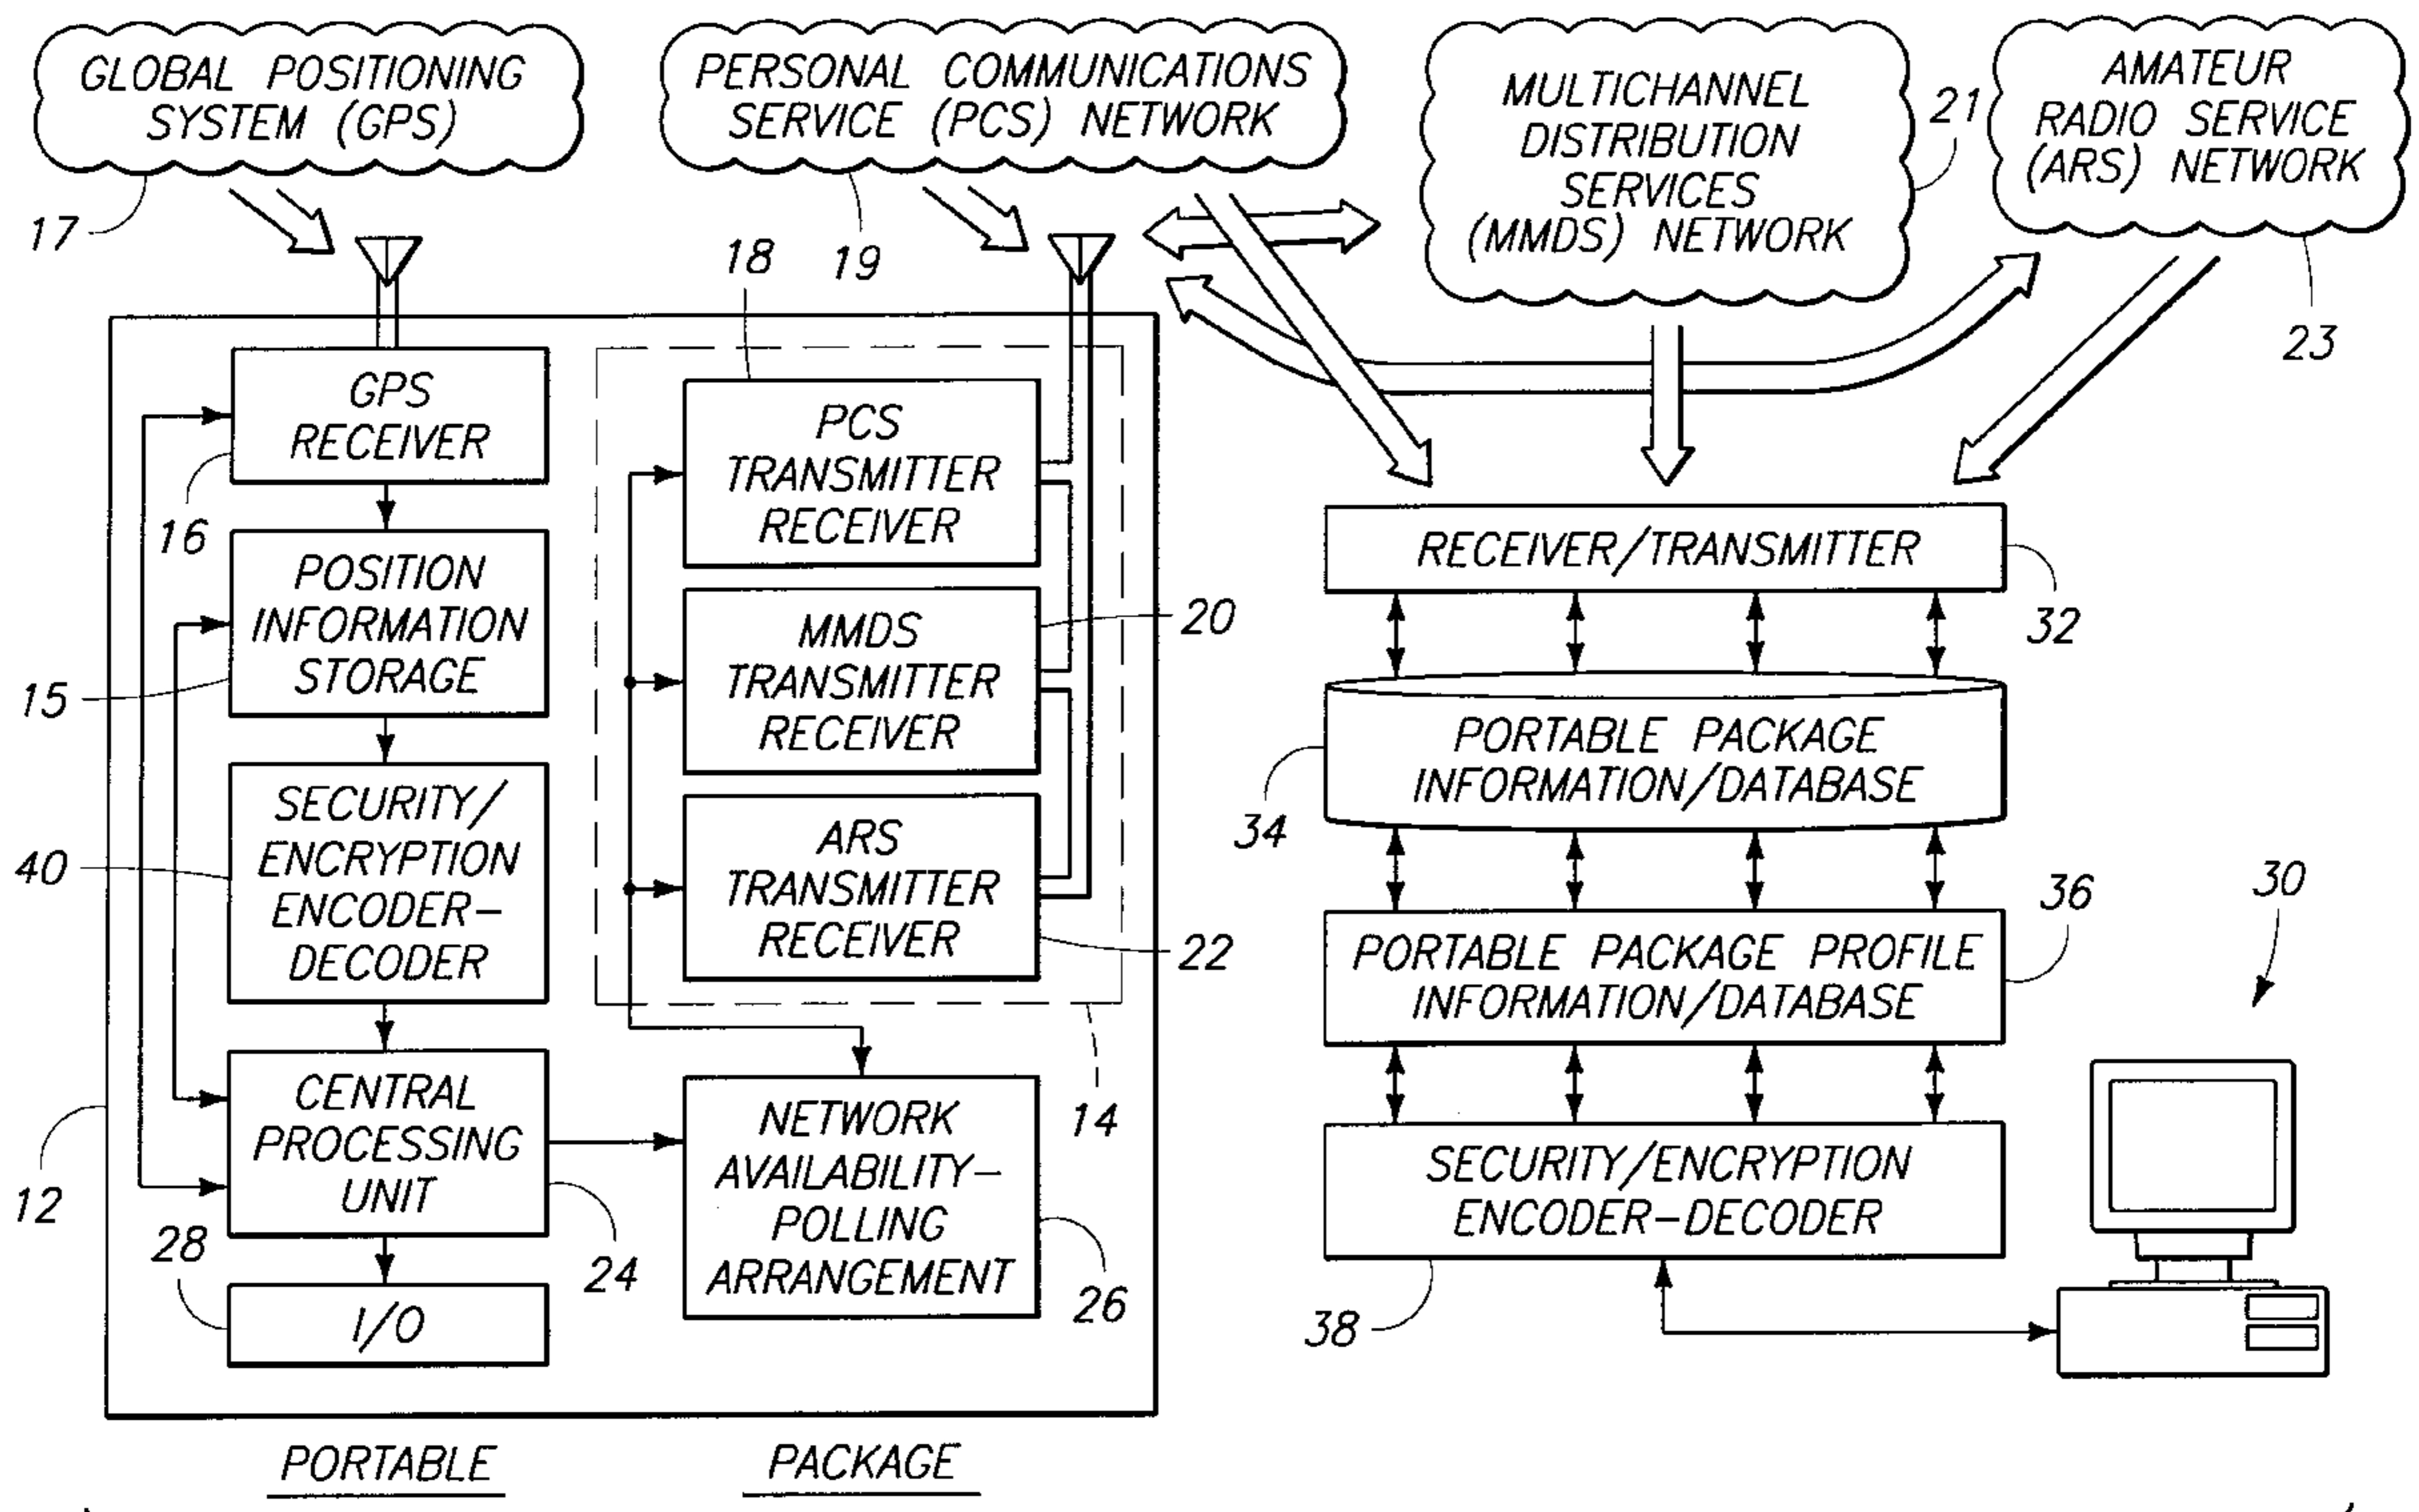 GLOBAL POSITIONING
SYSTEM (GPS)
17
PERSONAL COMMUNICATIONS
SERVICE (PCS) NETWORK
19
MULTICHANNEL
DISTRIBUTION
SERVICES
(MMDS) NETWORK
21
AMATEUR
RADIO SERVICE
(ARS) NETWORK
23
GPS
RECEIVER
16
POSITION
INFORMATION
STORAGE
15
SECURITY/
ENCRYPTION
ENCODER-
DECODER
40
CENTRAL
PROCESSING
UNIT
24
12
28
I/O
18
PCS
TRANSMITTER
RECEIVER
MMDS
TRANSMITTER
RECEIVER
20
ARS
TRANSMITTER
RECEIVER
22
14
NETWORK
AVAILABILITY-
POLLING
ARRANGEMENT
26
PORTABLE PACKAGE
RECEIVER/TRANSMITTER
32
PORTABLE PACKAGE
INFORMATION/DATABASE
34
PORTABLE PACKAGE PROFILE
INFORMATION/DATABASE
36
SECURITY/ENCRYPTION
ENCODER-DECODER
38
30